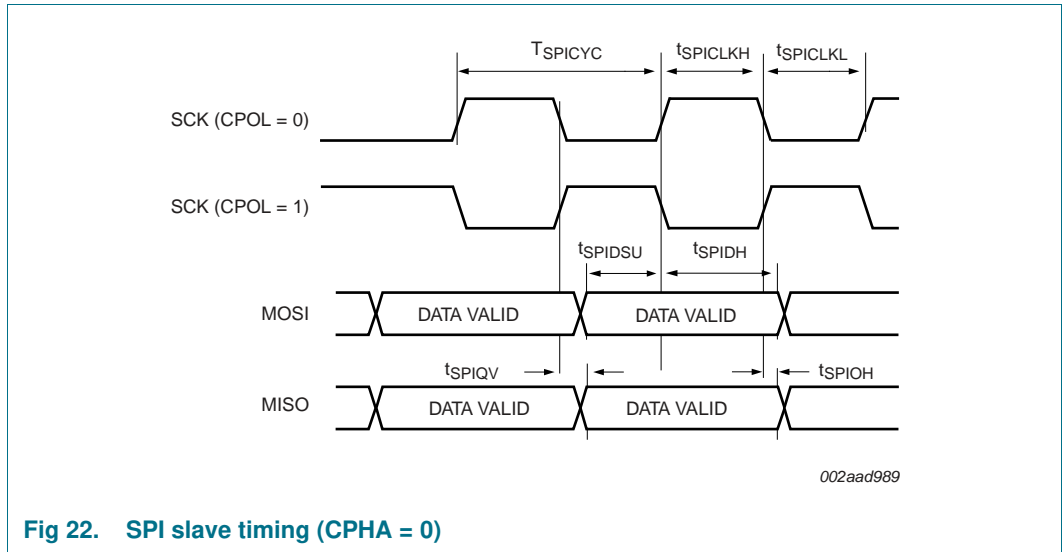 TSPICYC tSPICLKH tSPICLKL
SCK (CPOL = 0)
SCK (CPOL = 1)
tSPIDSU tSPIDH
MOSI DATA VALID DATA VALID
tSPIQV tSPIOH
MISO DATA VALID DATA VALID
002aad989
Fig 22. SPI slave timing (CPHA = 0)